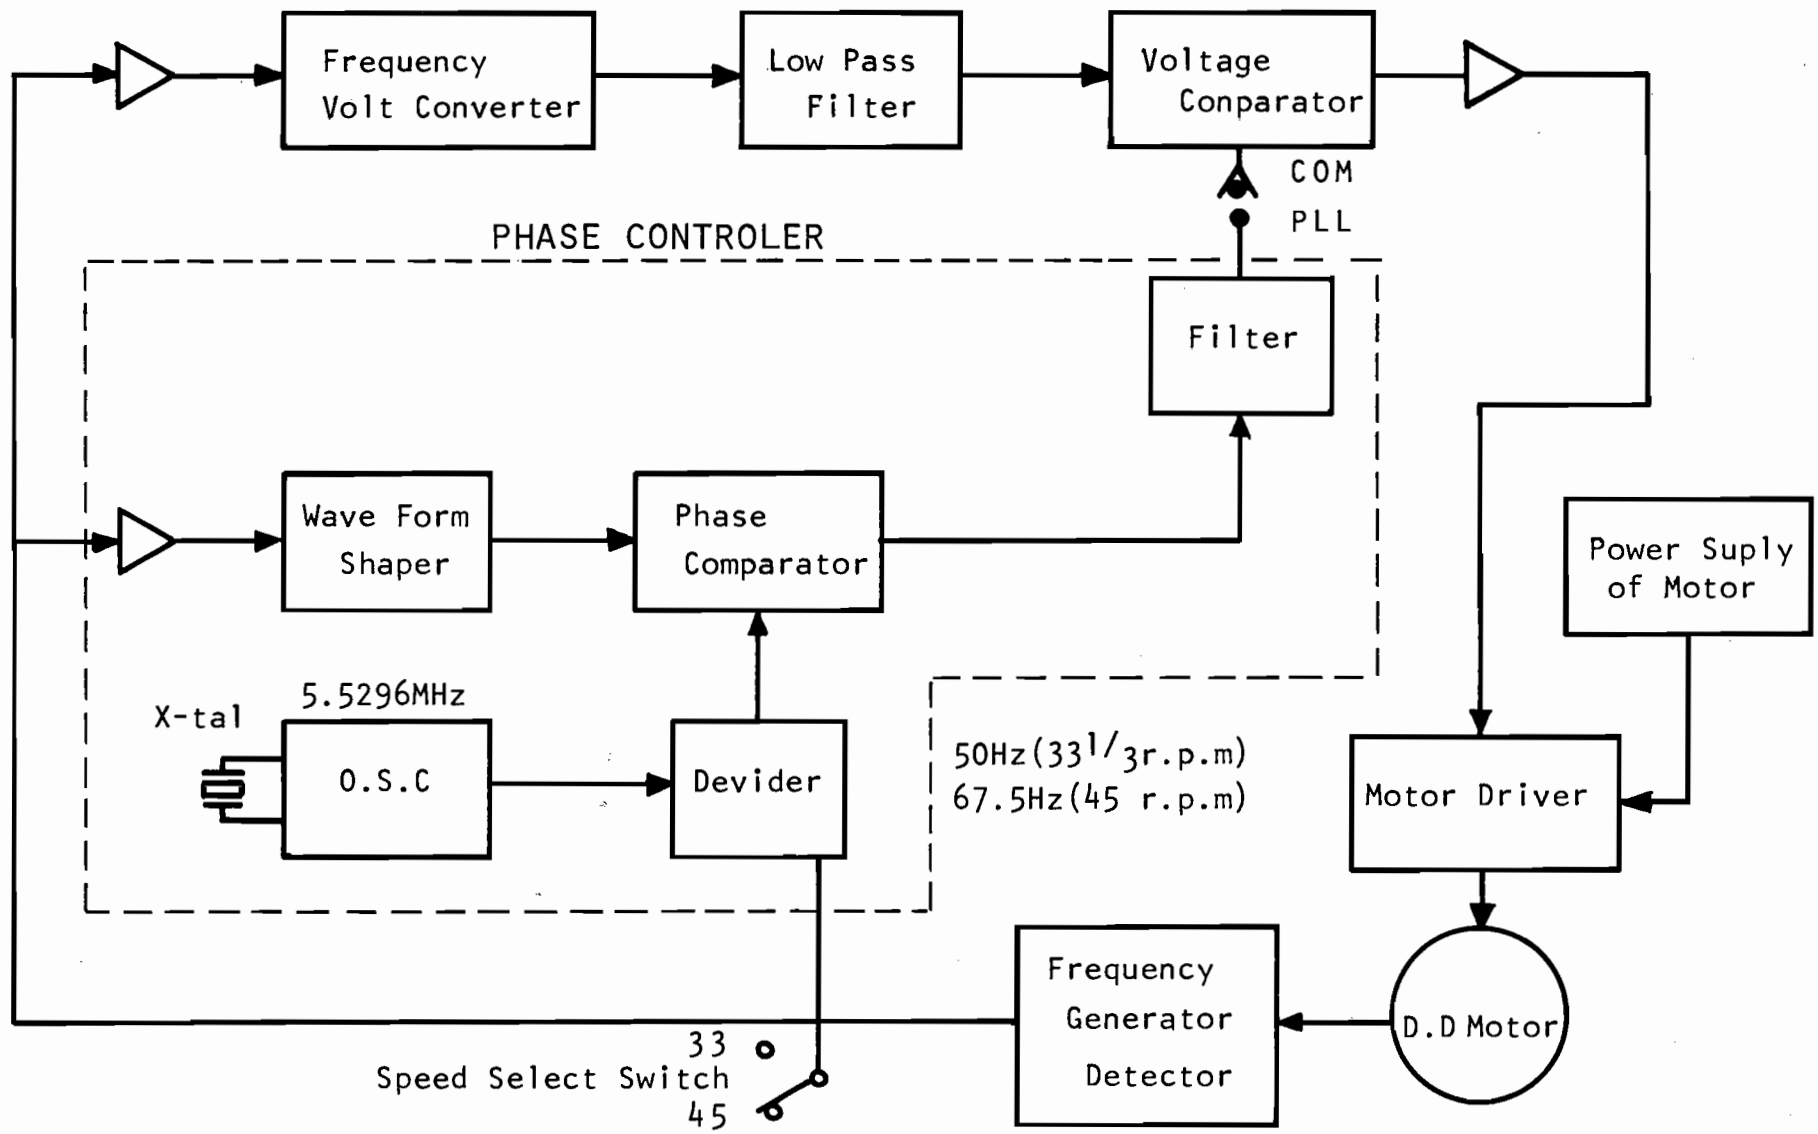 Frequency
Volt Converter
Low Pass
Filter
Voltage
Conparator
COM
PLL
PHASE CONTROLER
Filter
Wave Form
Shaper
Phase
Comparator
Power Suply
of Motor
X-tal
5.5296MHz
O.S.C
Devider
50Hz(33 1/3r.p.m)
67.5Hz(45 r.p.m)
Motor Driver
Frequency
Generator
Detector
D.D Motor
33
Speed Select Switch
45